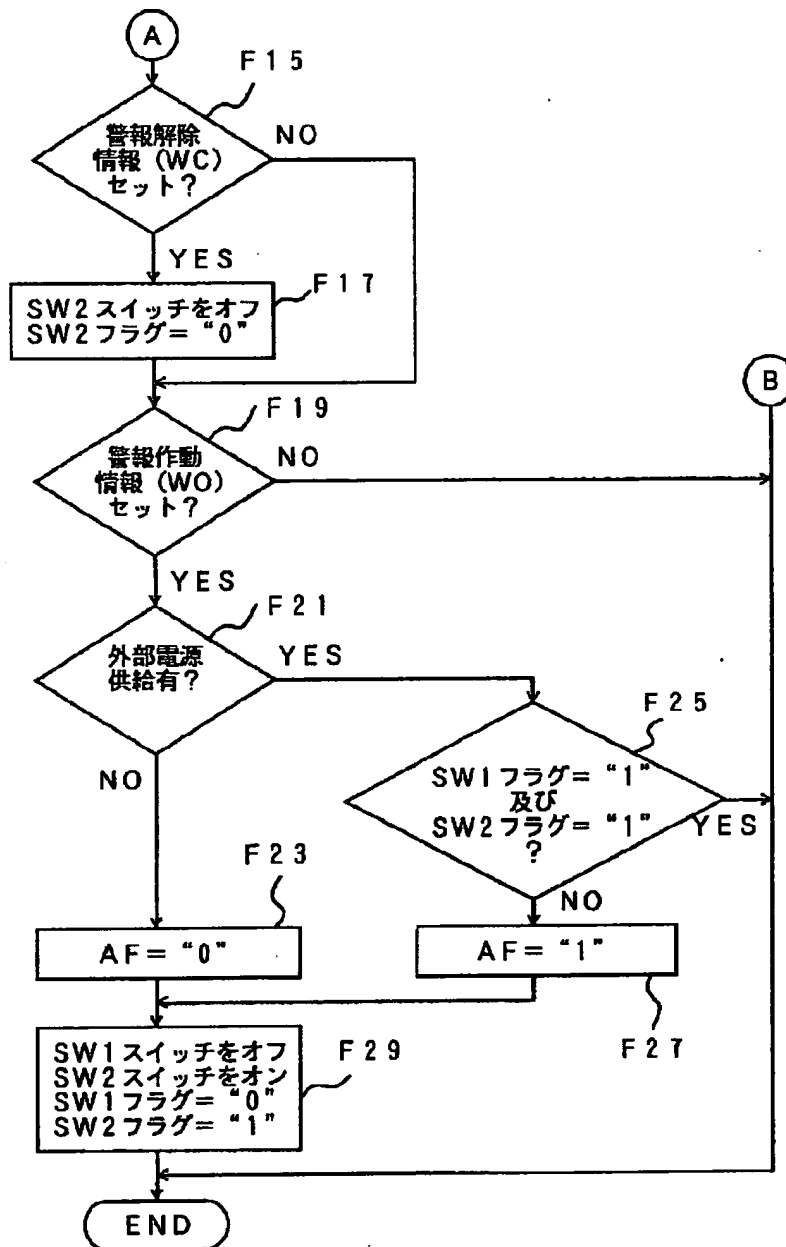 A
F15
警報解除
情報(WC)
セット?
NO
YES
F17
SW2スイッチをオフ
SW2フラグ=“0”
B
F19
警報作動
情報(WO)
セット?
NO
YES
F21
外部電源
供給有?
YES
NO
F25
SW1フラグ=“1”
及び
SW2フラグ=“1”
?
YES
NO
F23
AF=“0”
AF=“1”
F27
F29
SW1スイッチをオフ
SW2スイッチをオン
SW1フラグ=“0”
SW2フラグ=“1”
END